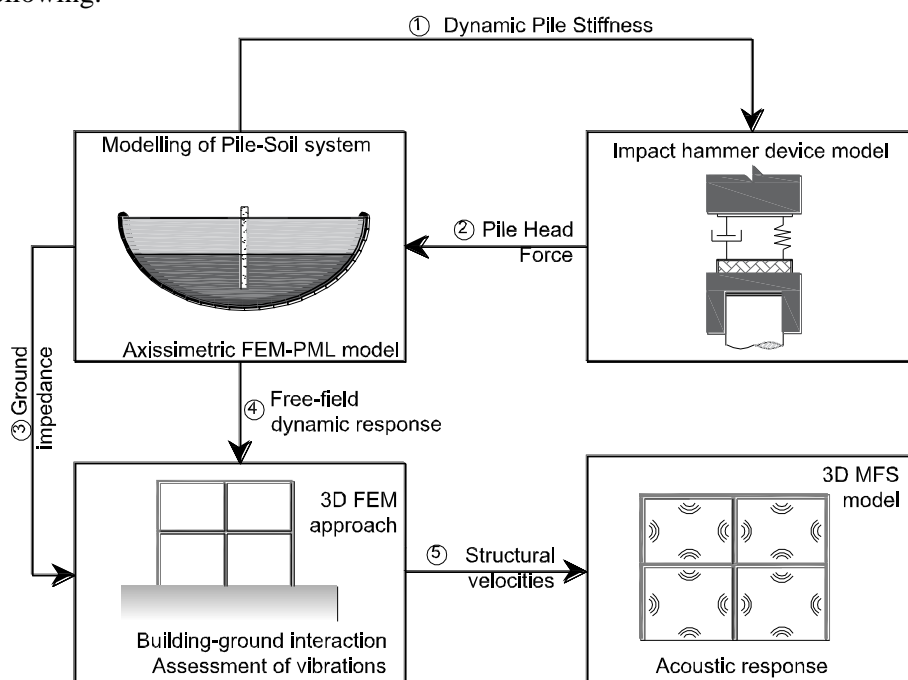 ① Dynamic Pile Stiffness
Modelling of Pile-Soil system
Axissimetric FEM-PML model
Impact hammer device model
② Pile Head
Force
③ Ground
impedance
④ Free-field
dynamic response
3D FEM
approach
Building-ground interaction
Assessment of vibrations
⑤ Structural
velocities
3D MFS
model
Acoustic response